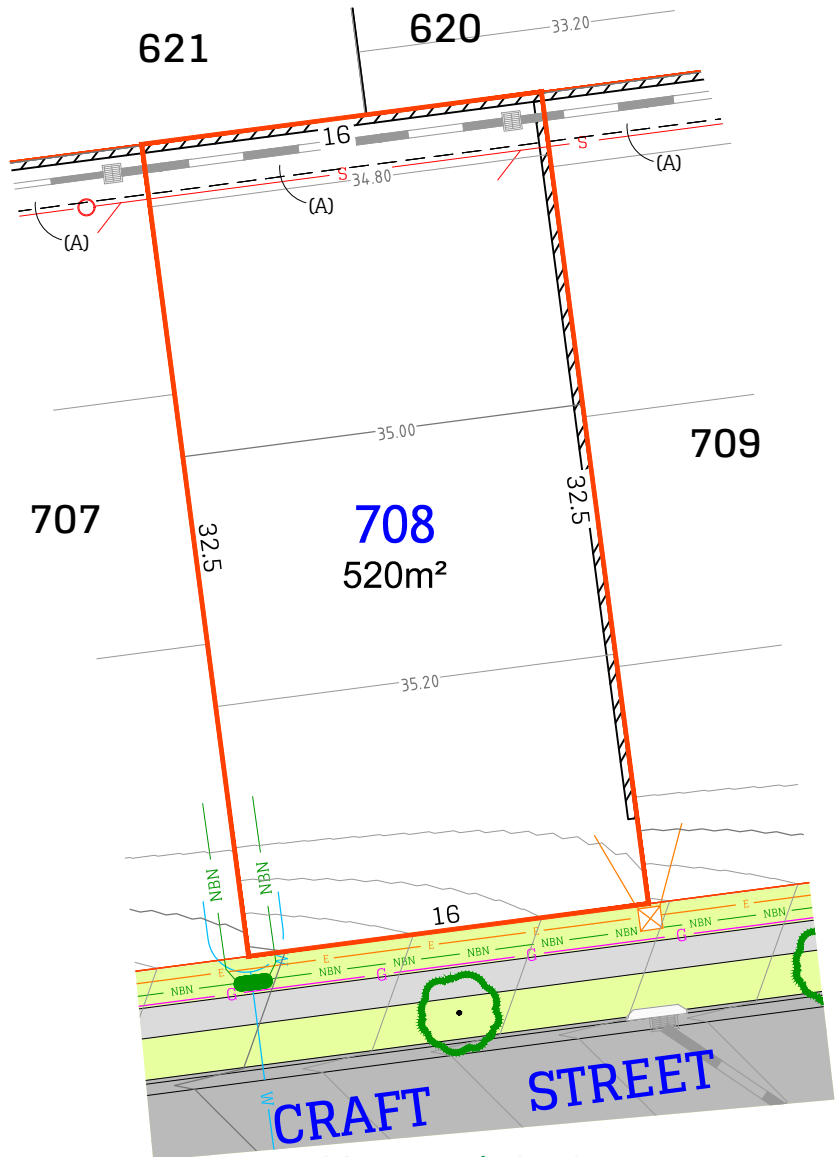 621
620
33.20
16
S
S
34.80
(A)
(A)
(A)
35.00
709
707
708
520m²
32.5
32.5
35.20
NBN
NBN
16
E
NBN
E
NBN
E
NBN
E
NBN
W
E
NBN
NBN
G
G
G
G
W
CRAFT STREET